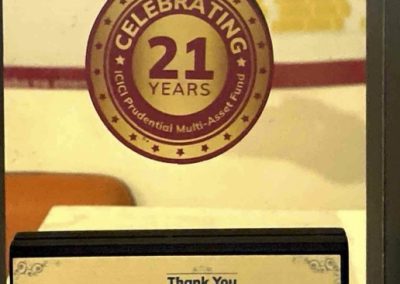 CELEBRATING
21
YEARS
ICICI Prudential Multi-Asset Fund
Thank You